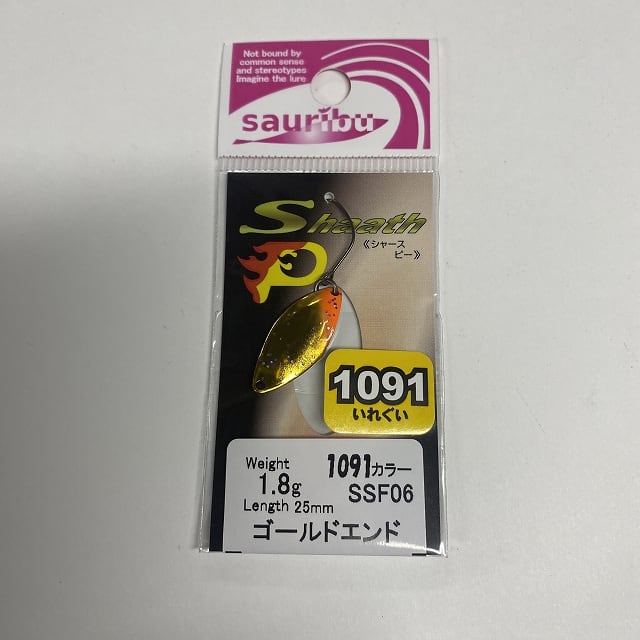 Not bound by
common sense
and stereotypes
Imagine the lure
sauribu
Shaath
《シャース
ピー》
P
1091
いれぐい
Weight
1.8g
1091カラー
SSF06
Length 25mm
ゴールドエンド